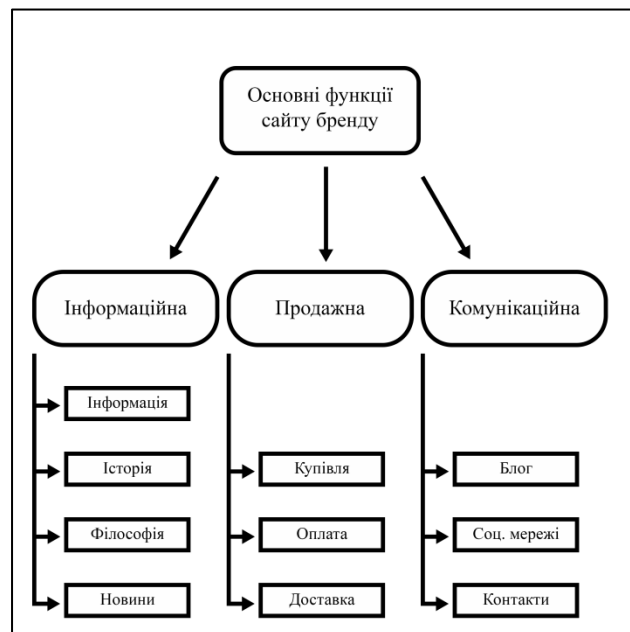 Основні функції
сайту бренду
Інформаційна
Продажна
Комунікаційна
Інформація
Історія
Купівля
Блог
Філософія
Оплата
Соц. мережі
Новини
Доставка
Контакти